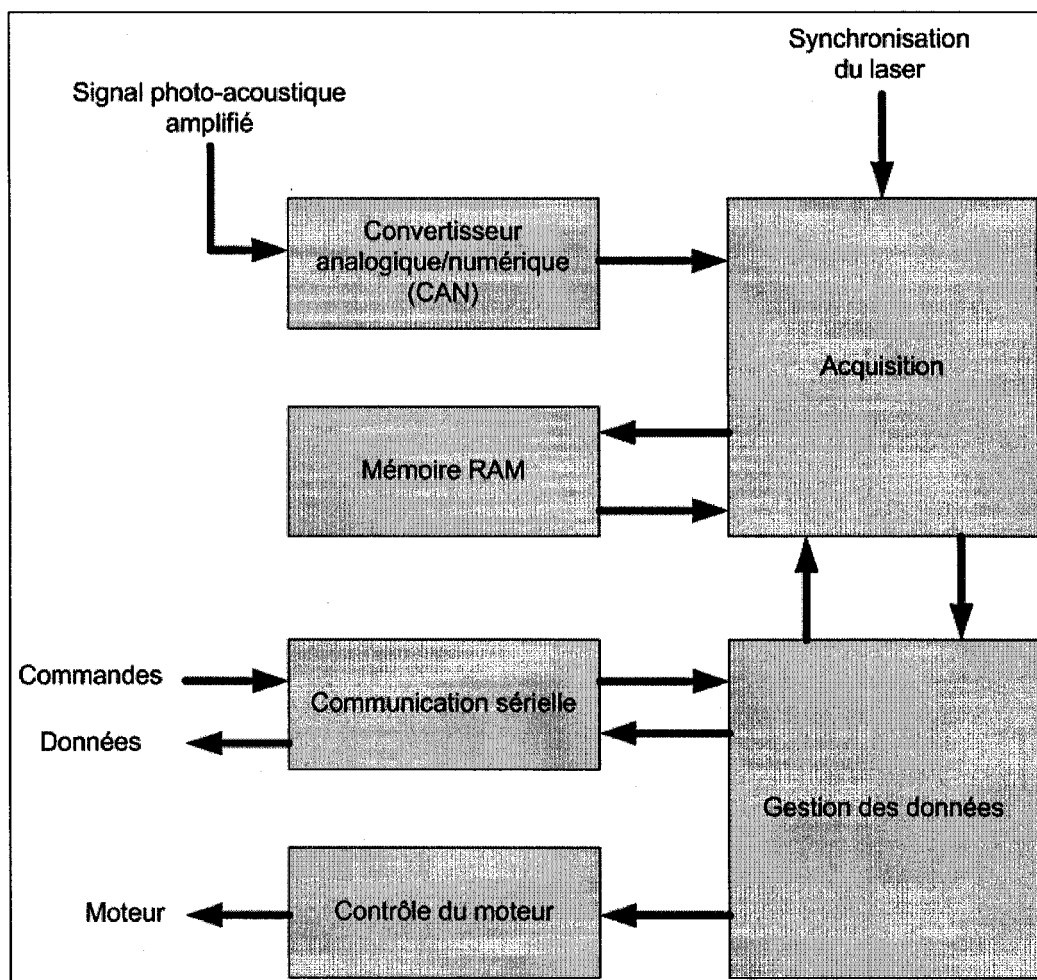 Synchronisation
du laser
Signal photo-acoustique
amplifié
Convertisseur
analogique/numérique
(CAN)
Acquisition
Mémoire RAM
Commandes
Communication sérielle
Données
Gestion des données
Moteur
Contrôle du moteur